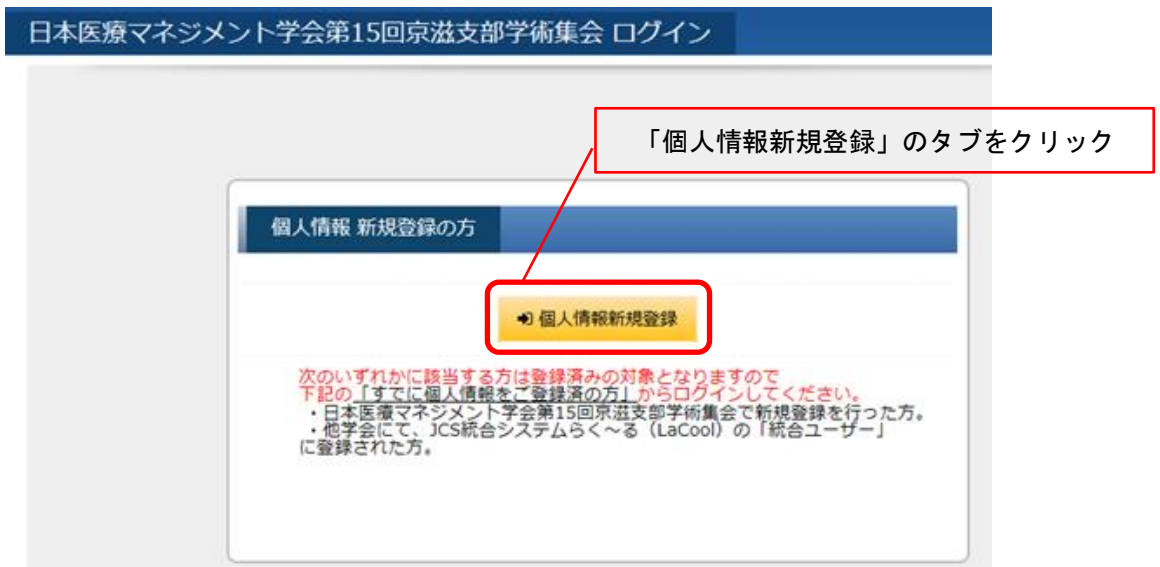 日本医療マネジメント学会第15回京滋支部学術集会 ログイン
「個人情報新規登録」のタブをクリック
個人情報 新規登録の方
個人情報新規登録
次のいずれかに該当する方は登録済みの対象となりますので
下記の「すでに個人情報をご登録済の方」からログインしてください。
・日本医療マネジメント学会第15回京滋支部学術集会で新規登録を行った方。
・他学会にて、JCS統合システムらく～る（LaCool）の「統合ユーザー」
に登録された方。